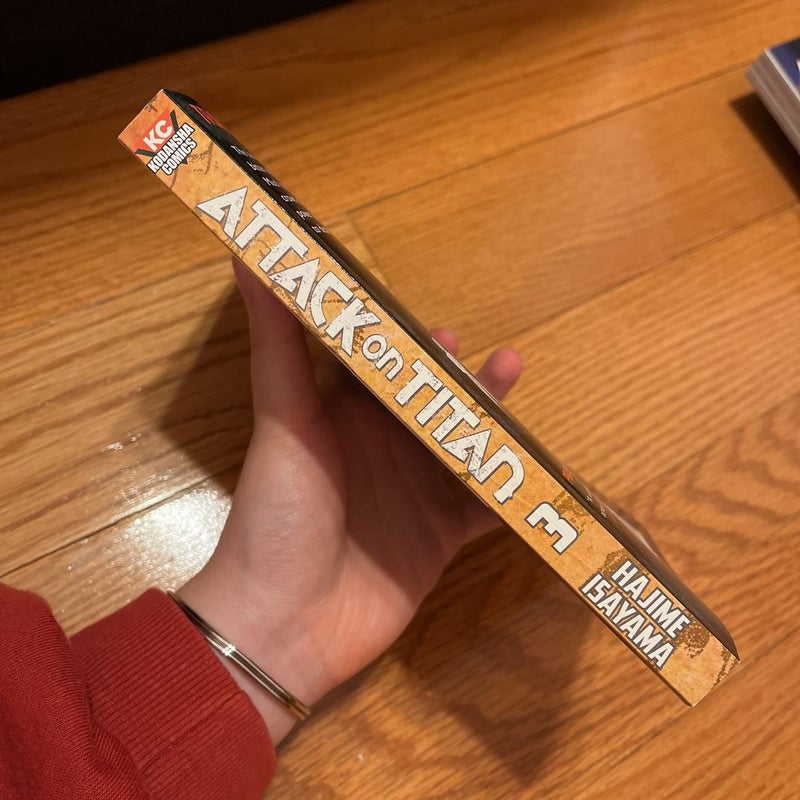 KC
KODANSHA
COMICS
ATTACK on TITAN 3
HAJIME
ISAYAMA